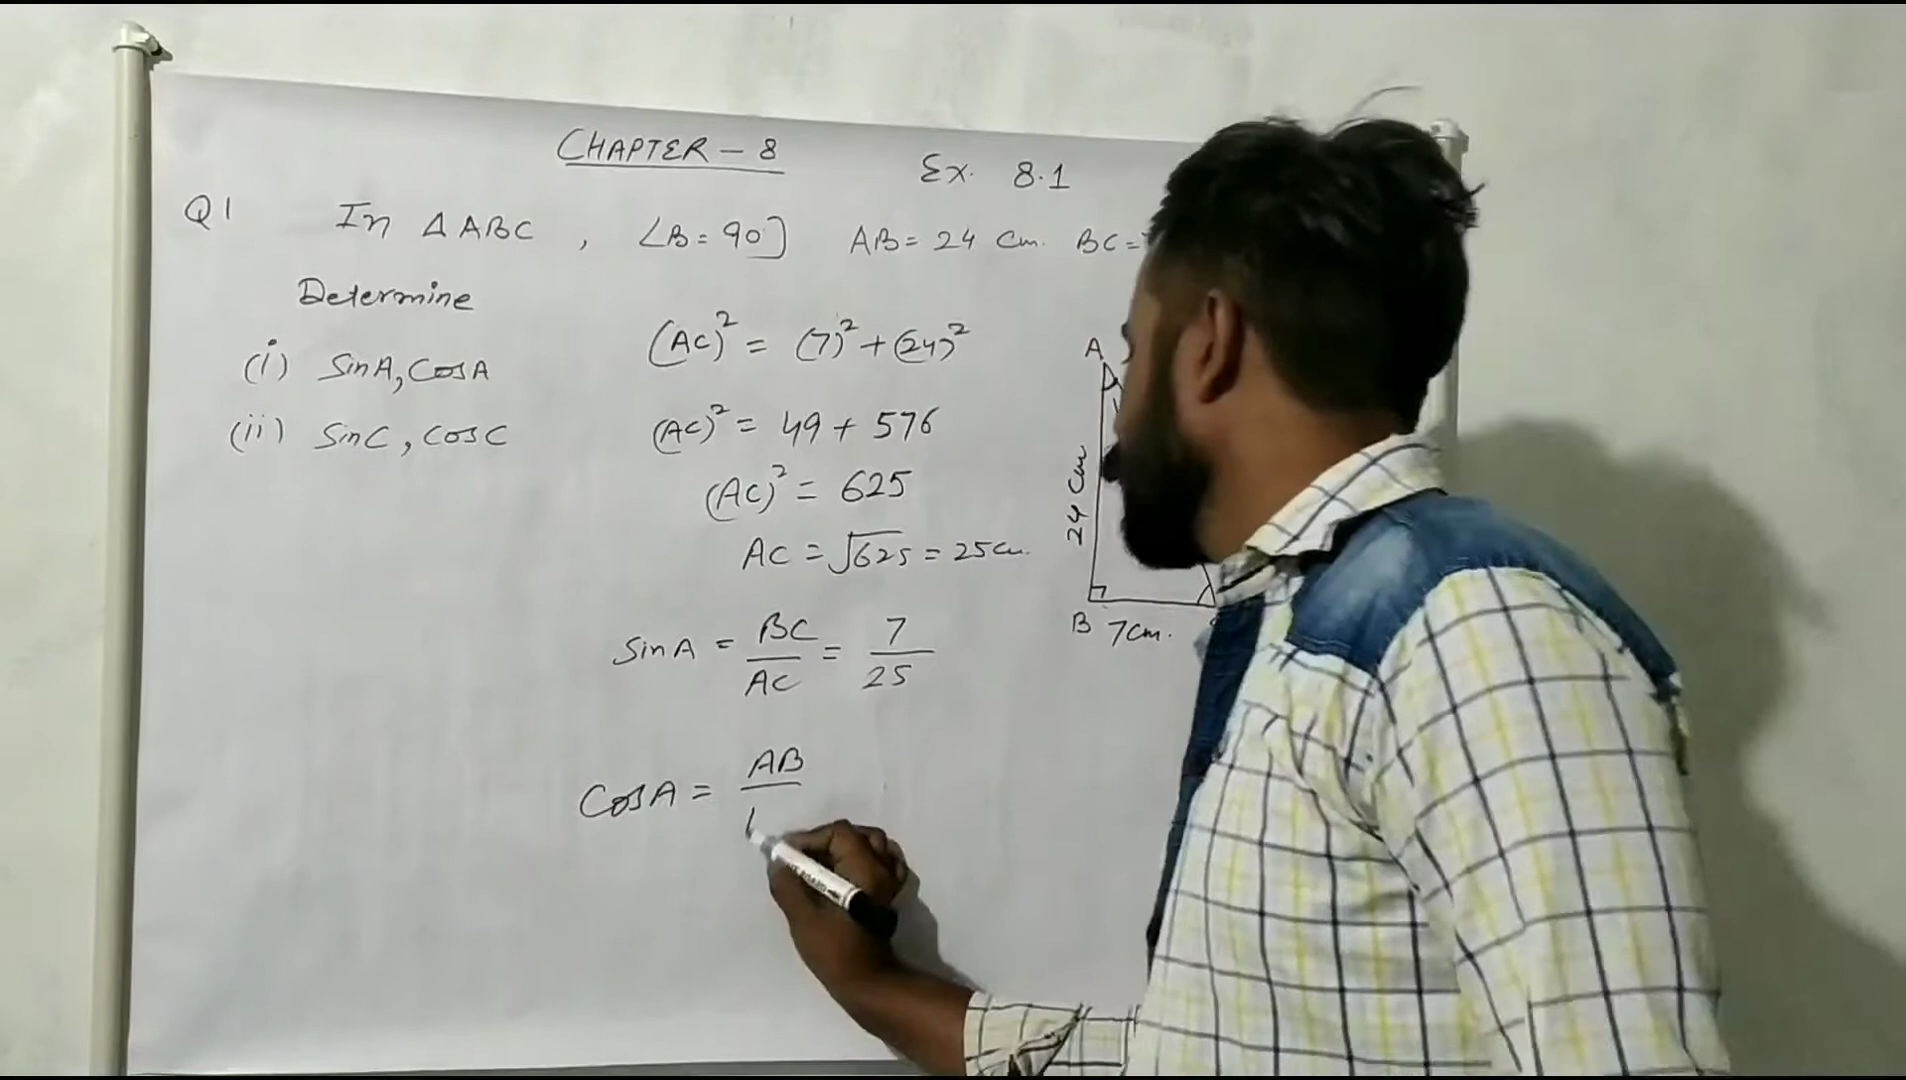 CHAPTER - 8
Ex. 8.1
Q1 In △ABC, ∠B = 90] AB = 24 cm. BC =
Determine
(i) SinA, CosA
(ii) SinC, CosC
(AC)² = (7)² + (24)²
(AC)² = 49 + 576
(AC)² = 625
AC = √625 = 25cm.
SinA = BC/AC = 7/25
CosA = AB/
A
24 cm
B 7cm.